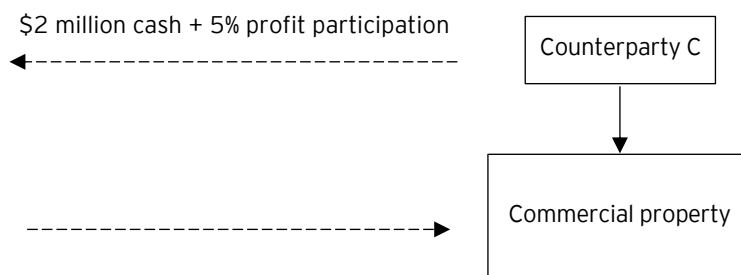 $2 million cash + 5% profit participation
Counterparty C
Commercial property